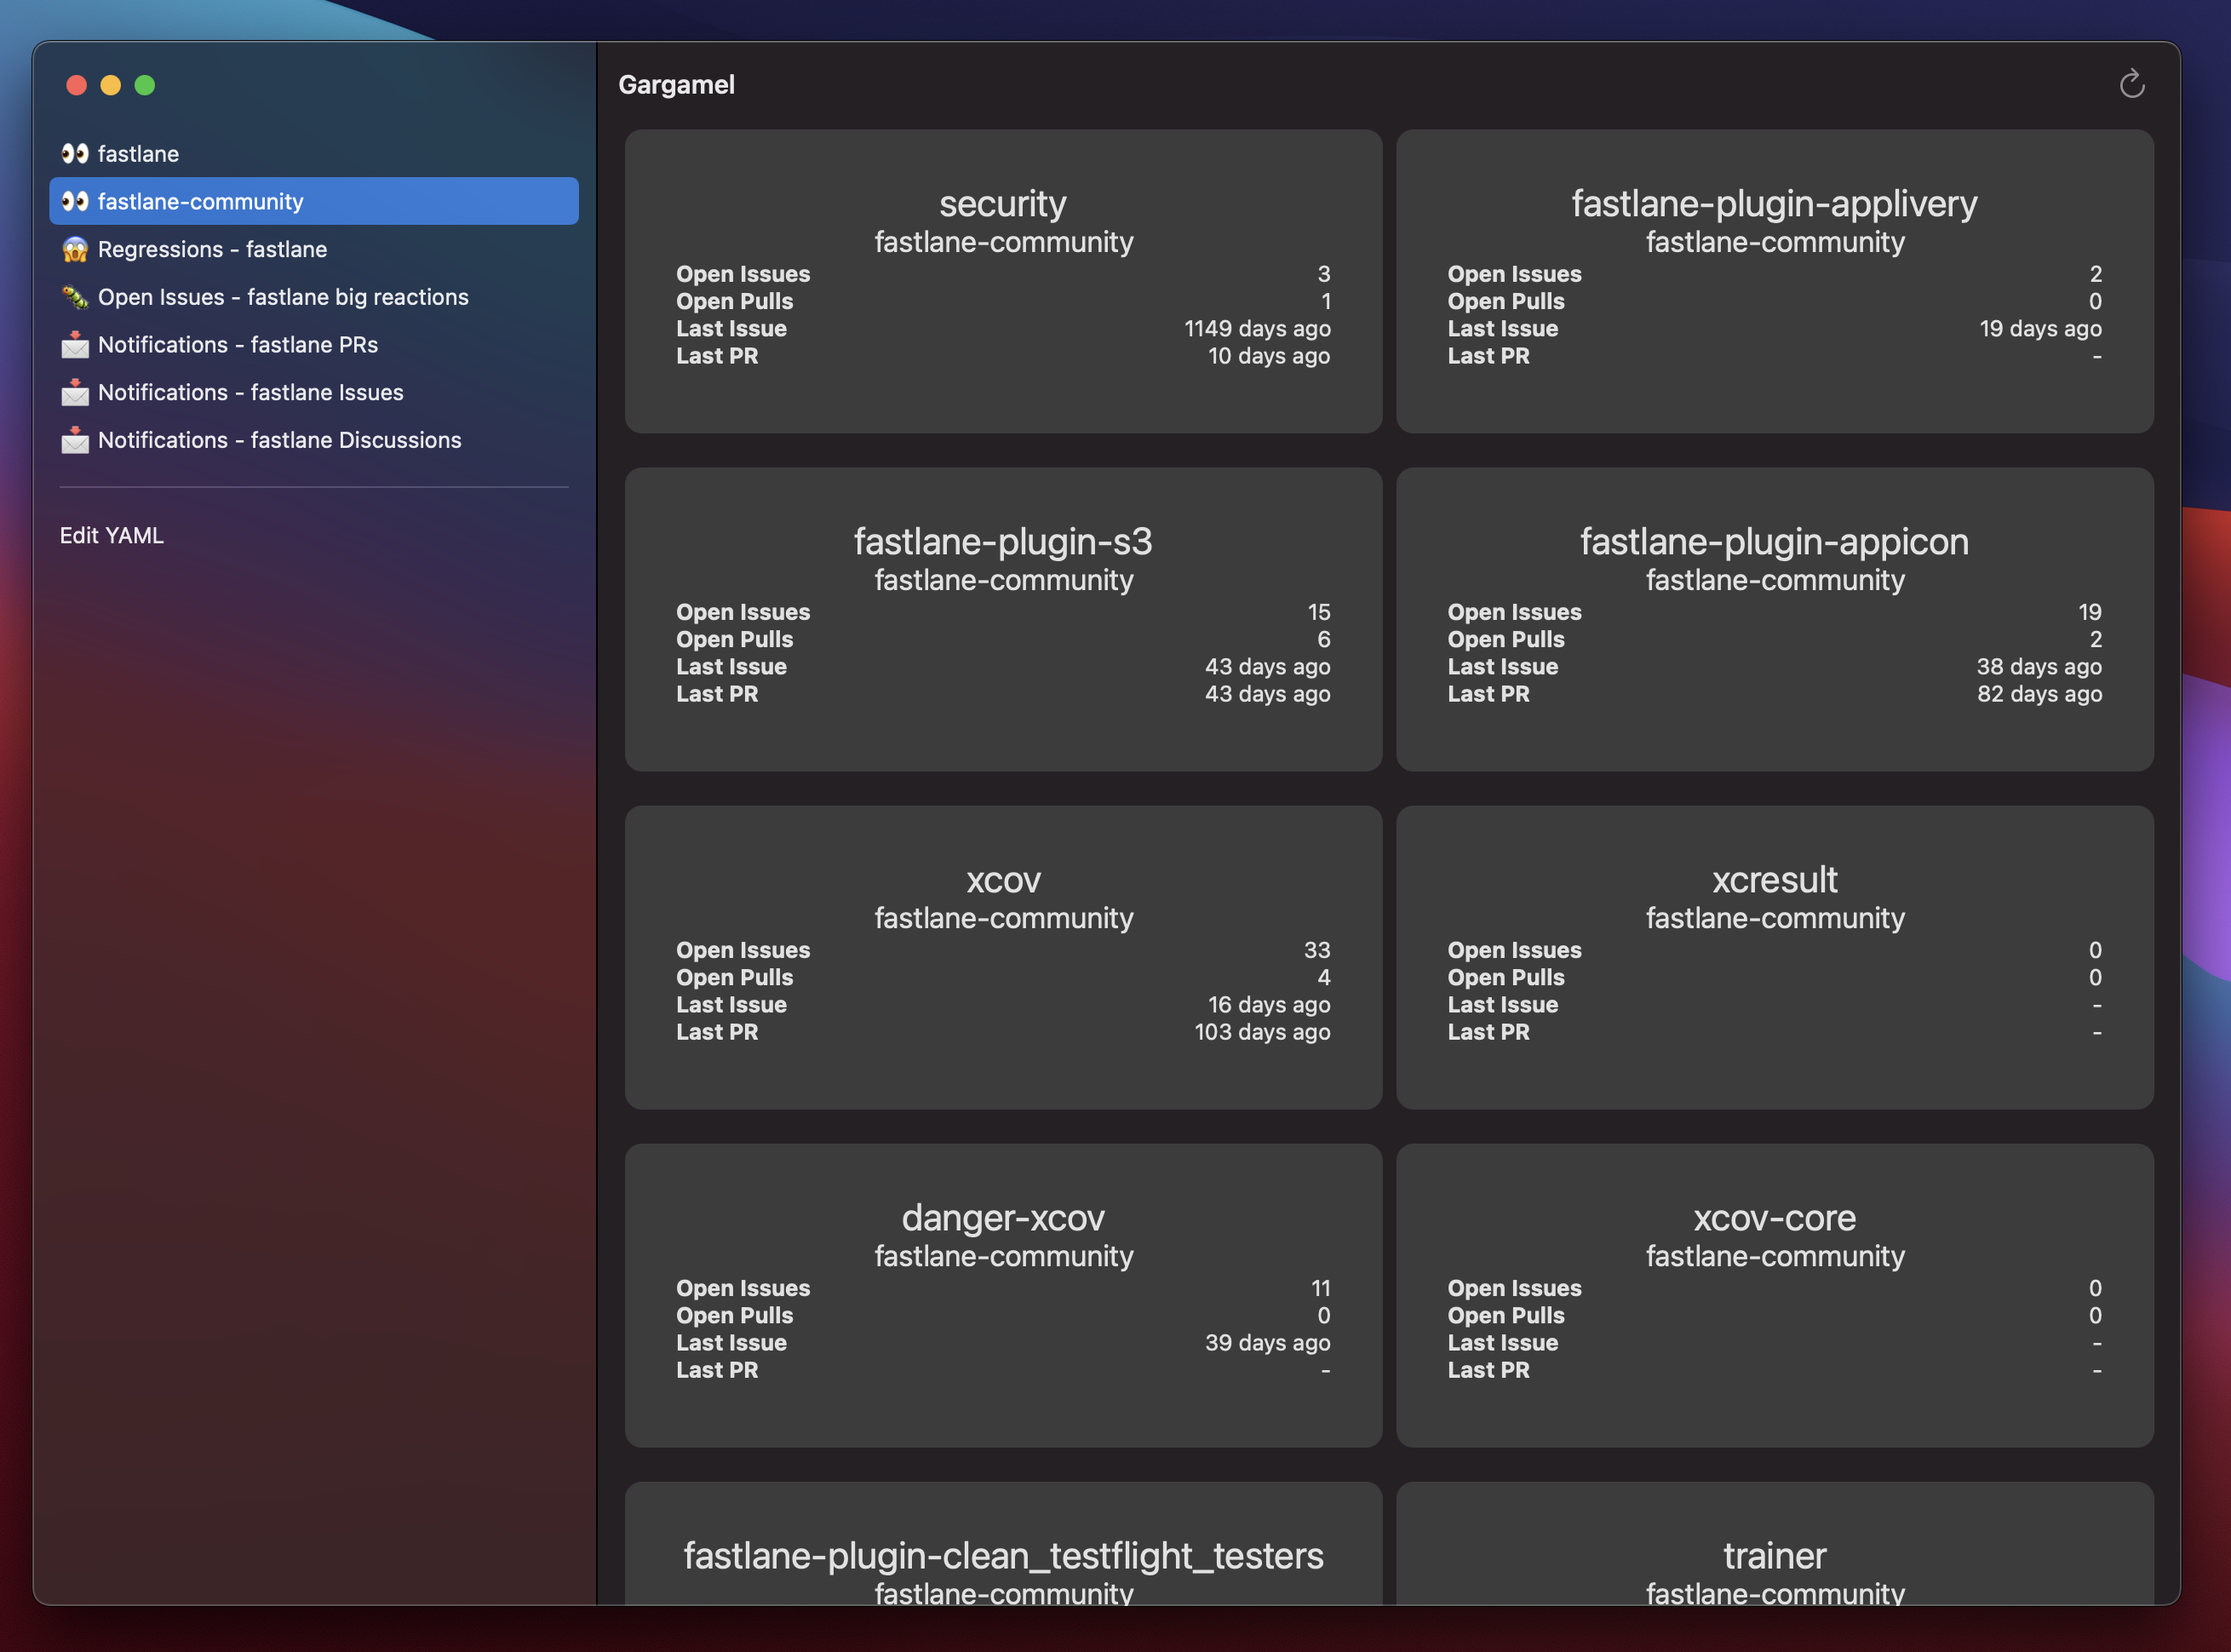 fastlane
fastlane-community
Regressions - fastlane
Open Issues - fastlane big reactions
Notifications - fastlane PRs
Notifications - fastlane Issues
Notifications - fastlane Discussions
Edit YAML
Gargamel
security
fastlane-community
Open Issues 3
Open Pulls 1
Last Issue 1149 days ago
Last PR 10 days ago
fastlane-plugin-applivery
fastlane-community
Open Issues 2
Open Pulls 0
Last Issue 19 days ago
Last PR -
fastlane-plugin-s3
fastlane-community
Open Issues 15
Open Pulls 6
Last Issue 43 days ago
Last PR 43 days ago
fastlane-plugin-appicon
fastlane-community
Open Issues 19
Open Pulls 2
Last Issue 38 days ago
Last PR 82 days ago
xcov
fastlane-community
Open Issues 33
Open Pulls 4
Last Issue 16 days ago
Last PR 103 days ago
xcresult
fastlane-community
Open Issues 0
Open Pulls 0
Last Issue -
Last PR -
danger-xcov
fastlane-community
Open Issues 11
Open Pulls 0
Last Issue 39 days ago
Last PR -
xcov-core
fastlane-community
Open Issues 0
Open Pulls 0
Last Issue -
Last PR -
fastlane-plugin-clean_testflight_testers
fastlane-community
trainer
fastlane-community